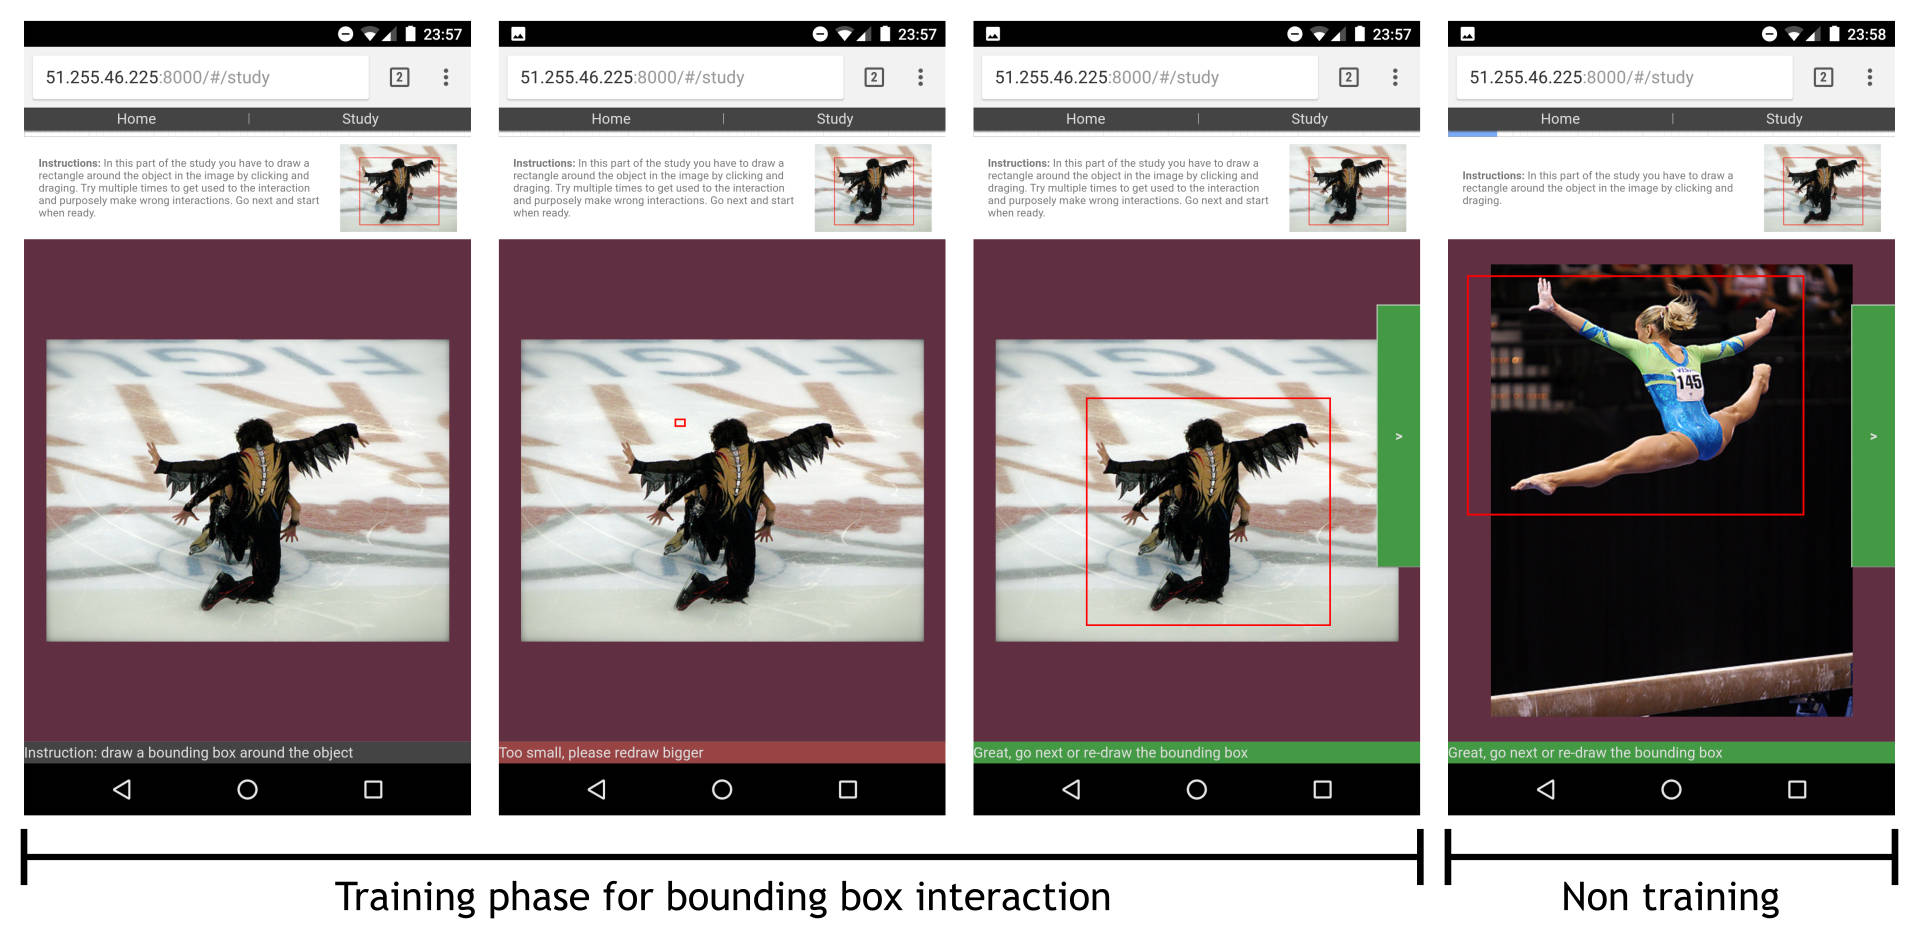 23:57
51.255.46.225:8000/#/study
2
Home | Study
Instructions: In this part of the study you have to draw a
rectangle around the object in the image by clicking and
draging. Try multiple times to get used to the interaction
and purposely make wrong interactions. Go next and start
when ready.
Instruction: draw a bounding box around the object
23:57
51.255.46.225:8000/#/study
2
Home | Study
Instructions: In this part of the study you have to draw a
rectangle around the object in the image by clicking and
draging. Try multiple times to get used to the interaction
and purposely make wrong interactions. Go next and start
when ready.
Too small, please redraw bigger
23:57
51.255.46.225:8000/#/study
2
Home | Study
Instructions: In this part of the study you have to draw a
rectangle around the object in the image by clicking and
draging. Try multiple times to get used to the interaction
and purposely make wrong interactions. Go next and start
when ready.
>
Great, go next or re-draw the bounding box
23:58
51.255.46.225:8000/#/study
2
Home | Study
Instructions: In this part of the study you have to draw a
rectangle around the object in the image by clicking and
draging.
145
>
Great, go next or re-draw the bounding box
Training phase for bounding box interaction
Non training